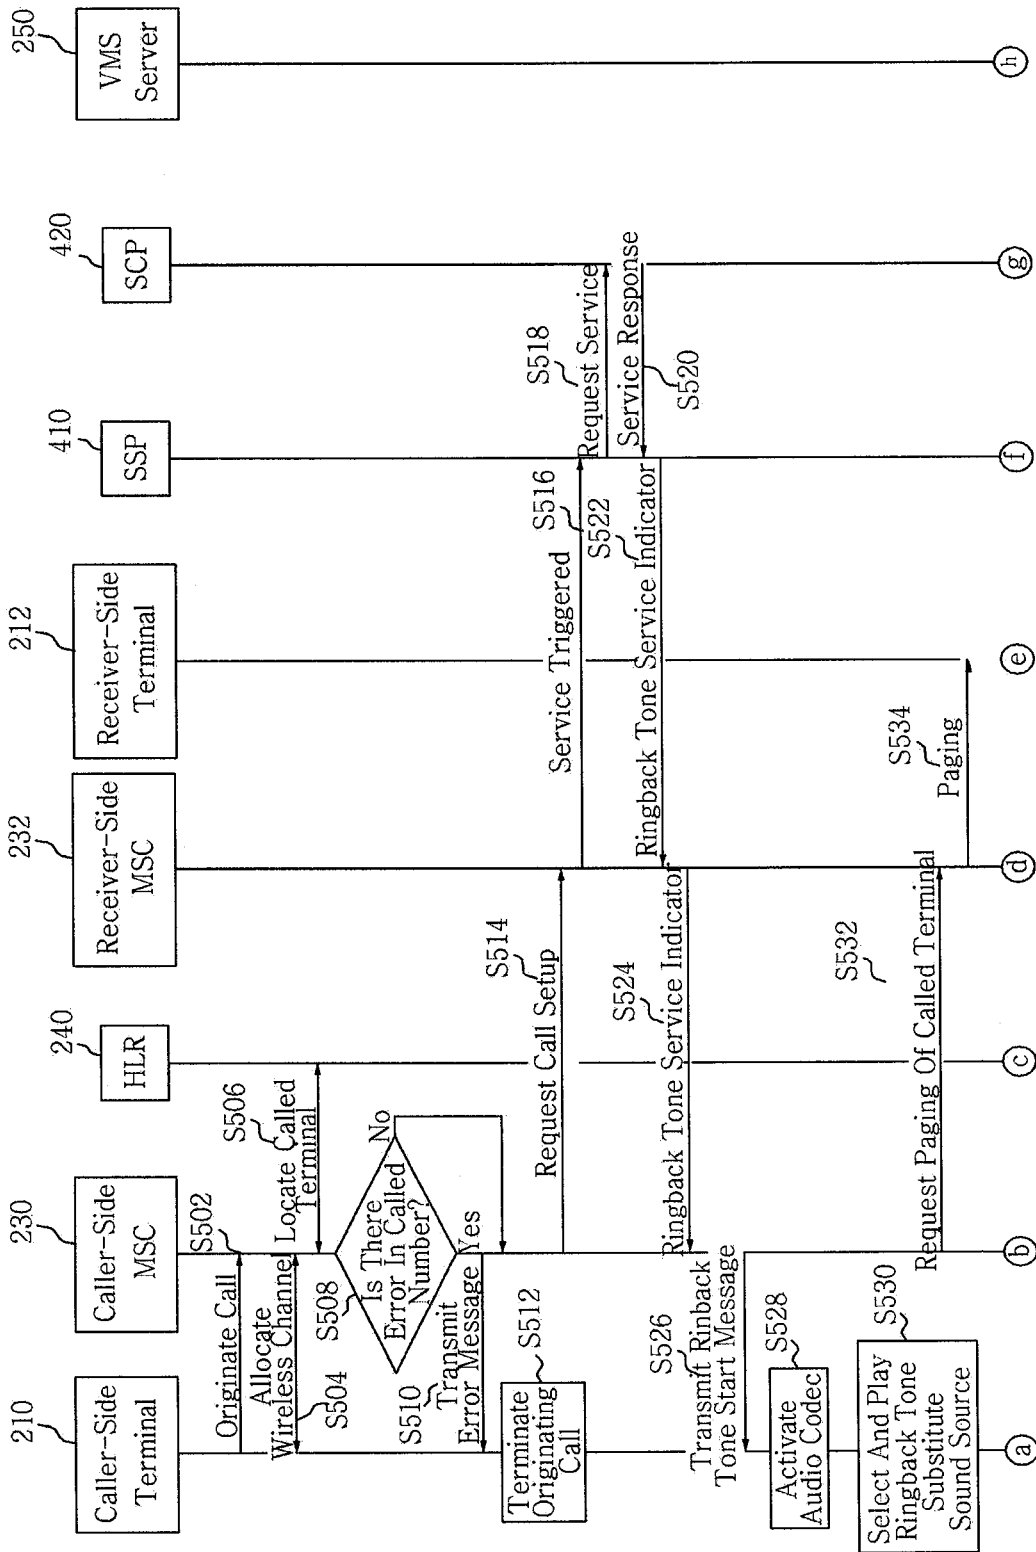 210
Caller-Side
Terminal
230
Caller-Side
MSC
240
HLR
232
Receiver-Side
MSC
212
Receiver-Side
Terminal
410
SSP
420
SCP
250
VMS
Server
Originate Call
S502
Allocate
Wireless Channel
S504
S506
Locate Called
Terminal
S508
Is There
Error In Called
Number?
No
Yes
S510
Transmit
Error Message
Terminate
Originating
Call
S512
S514
Request Call Setup
Service Triggered
S516
S518
Request Service
Service Response
S520
S522
Ringback Tone Service Indicator
S524
Ringback Tone Service Indicator
S526
Transmit Rinback
Tone Start Message
Activate
Audio Codec
S528
Select And Play
Ringback Tone
Substitute
Sound Source
S530
S532
Request Paging Of Called Terminal
S534
Paging
a
b
c
d
e
f
g
h